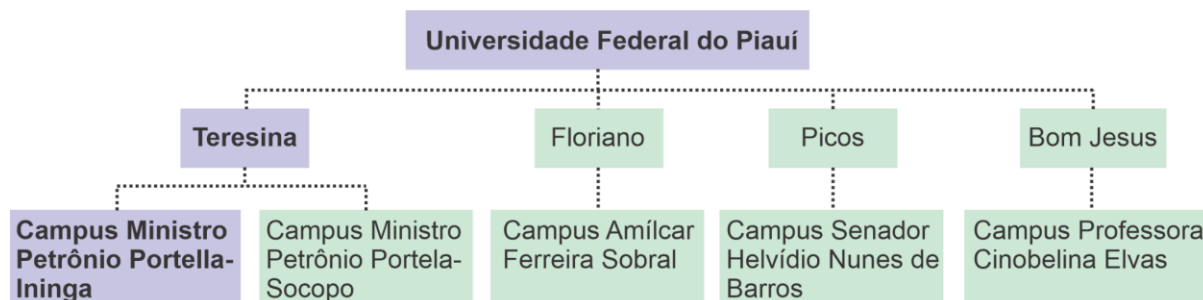 Universidade Federal do Piauí
Teresina
Floriano
Picos
Bom Jesus
Campus Ministro
Petrônio Portella-
Ininga
Campus Ministro
Petrônio Portela-
Socopo
Campus Amílcar
Ferreira Sobral
Campus Senador
Helvídio Nunes de
Barros
Campus Professora
Cinobelina Elvas